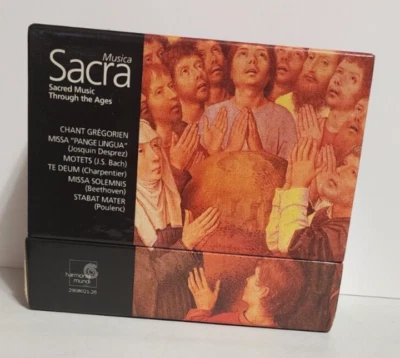 Musica
Sacra
Sacred Music
Through the Ages
CHANT GRÉGORIEN
MISSA "PANGE LINGUA"
(Josquin Desprez)
MOTETS (J.S. Bach)
TE DEUM (Charpentier)
MISSA SOLEMNIS
(Beethoven)
STABAT MATER
(Poulenc)
harmonia
mundi